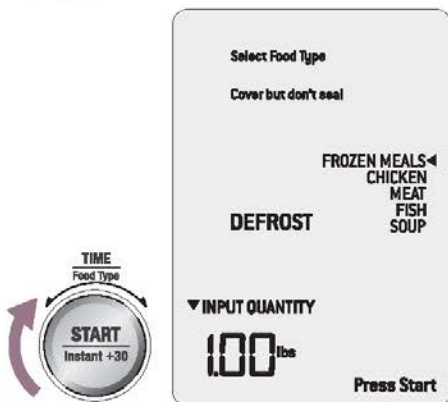 Select Food Type
Cover but don't seal
FROZEN MEALS◄
CHICKEN
MEAT
FISH
SOUP
DEFROST
TIME
Food Type
START
Instant +30
▼INPUT QUANTITY
1.00 lbs
Press Start